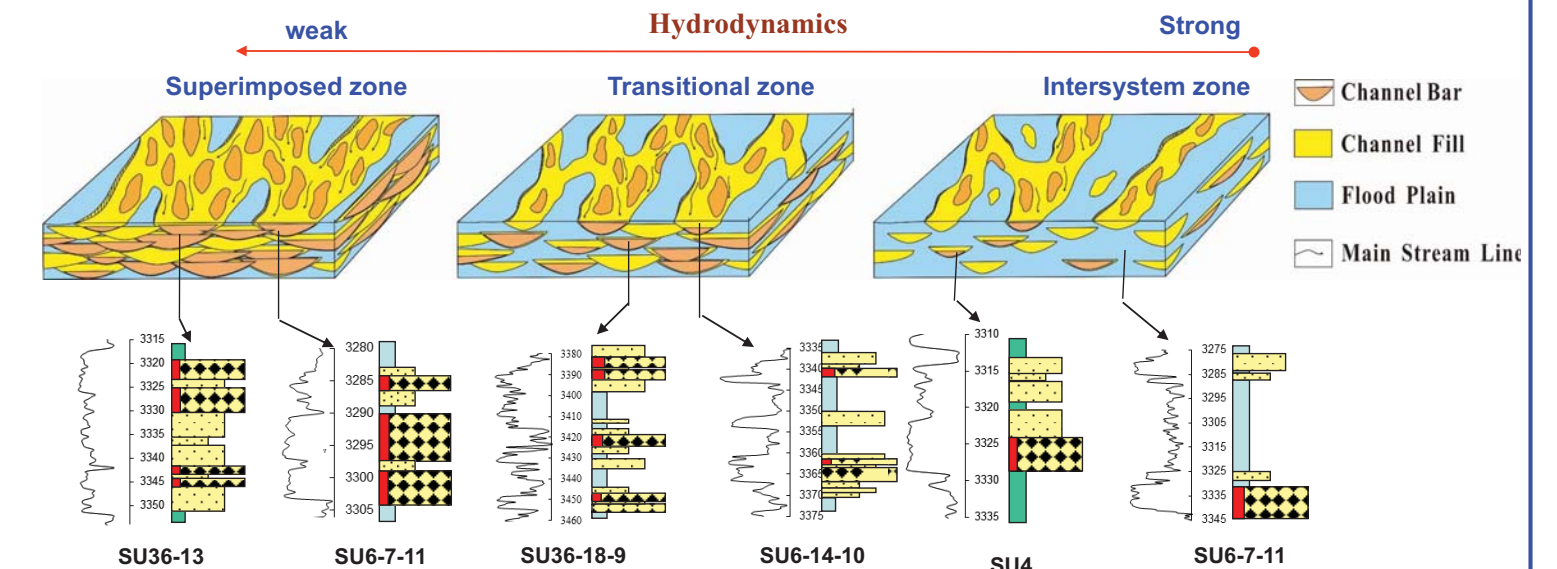 Hydrodynamics
weak
Strong
Superimposed zone
Transitional zone
Intersystem zone
Channel Bar
Channel Fill
Flood Plain
Main Stream Line
3315
3320
3325
3330
3335
3340
3345
3350
3280
3285
3290
3295
3300
3305
3380
3390
3400
3410
3420
3430
3440
3450
3460
3335
3340
3345
3350
3355
3360
3365
3370
3375
3310
3315
3320
3325
3330
3335
3275
3285
3295
3305
3315
3325
3335
3345
SU36-13
SU6-7-11
SU36-18-9
SU6-14-10
SU4
SU6-7-11